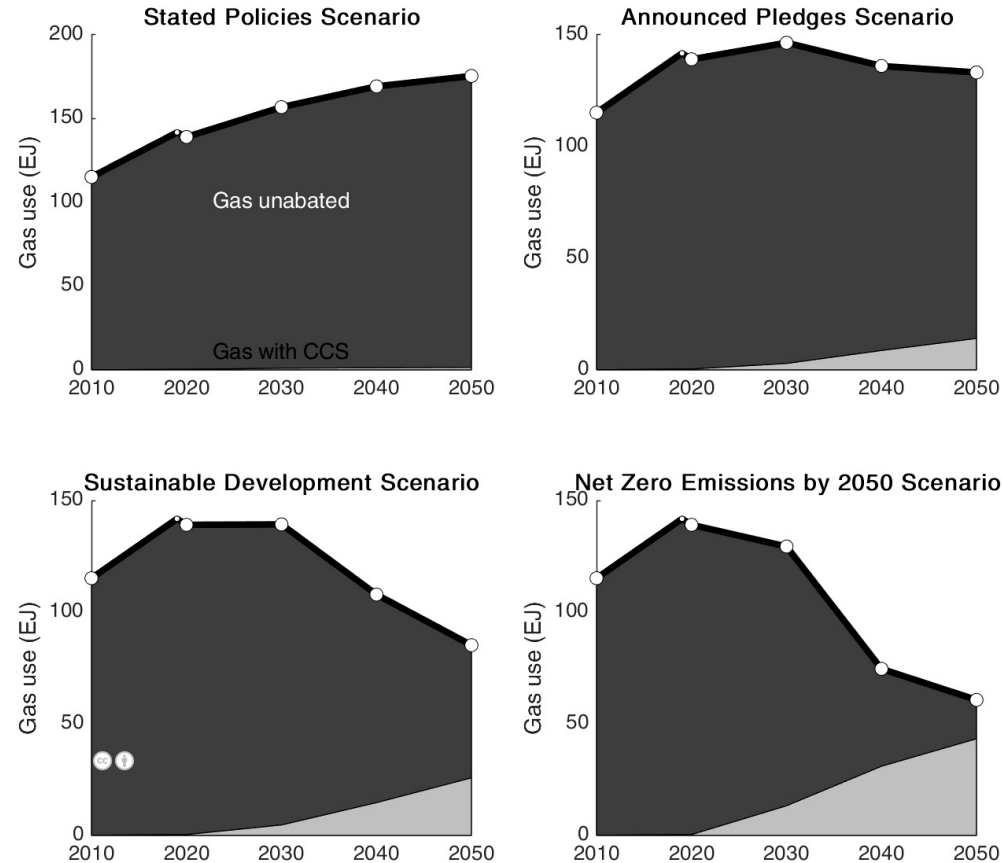 Stated Policies Scenario
200
150
100
50
0
Gas use (EJ)
Gas unabated
Gas with CCS
2010 2020 2030 2040 2050
Announced Pledges Scenario
150
100
50
0
Gas use (EJ)
2010 2020 2030 2040 2050
Sustainable Development Scenario
150
100
50
0
Gas use (EJ)
cc
2010 2020 2030 2040 2050
Net Zero Emissions by 2050 Scenario
150
100
50
0
Gas use (EJ)
2010 2020 2030 2040 2050